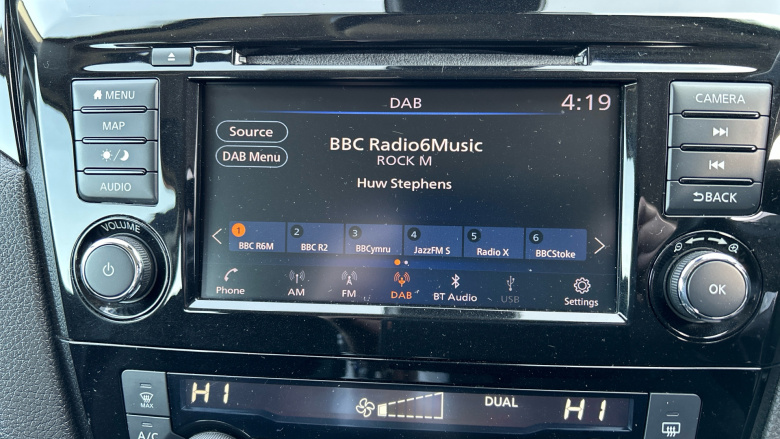 MENU
MAP
AUDIO
VOLUME
DAB
4:19
Source
DAB Menu
BBC Radio6Music
ROCK M
Huw Stephens
1
BBC R6M
2
BBC R2
3
BBCymru
4
JazzFM S
5
Radio X
6
BBCStoke
Phone
AM
FM
DAB
BT Audio
USB
Settings
CAMERA
BACK
OK
MAX
A/C
HI
DUAL
HI